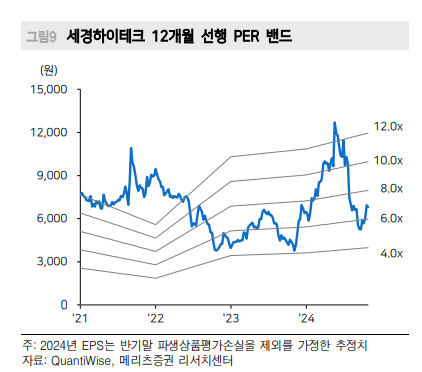 그림9 세경하이테크 12개월 선행 PER 밴드
(원)
15,000
12,000
9,000
6,000
3,000
0
12.0x
10.0x
8.0x
6.0x
4.0x
'21 '22 '23 '24
주: 2024년 EPS는 반기말 파생상품평가손실을 제외를 가정한 추정치
자료: QuantiWise, 메리츠증권 리서치센터